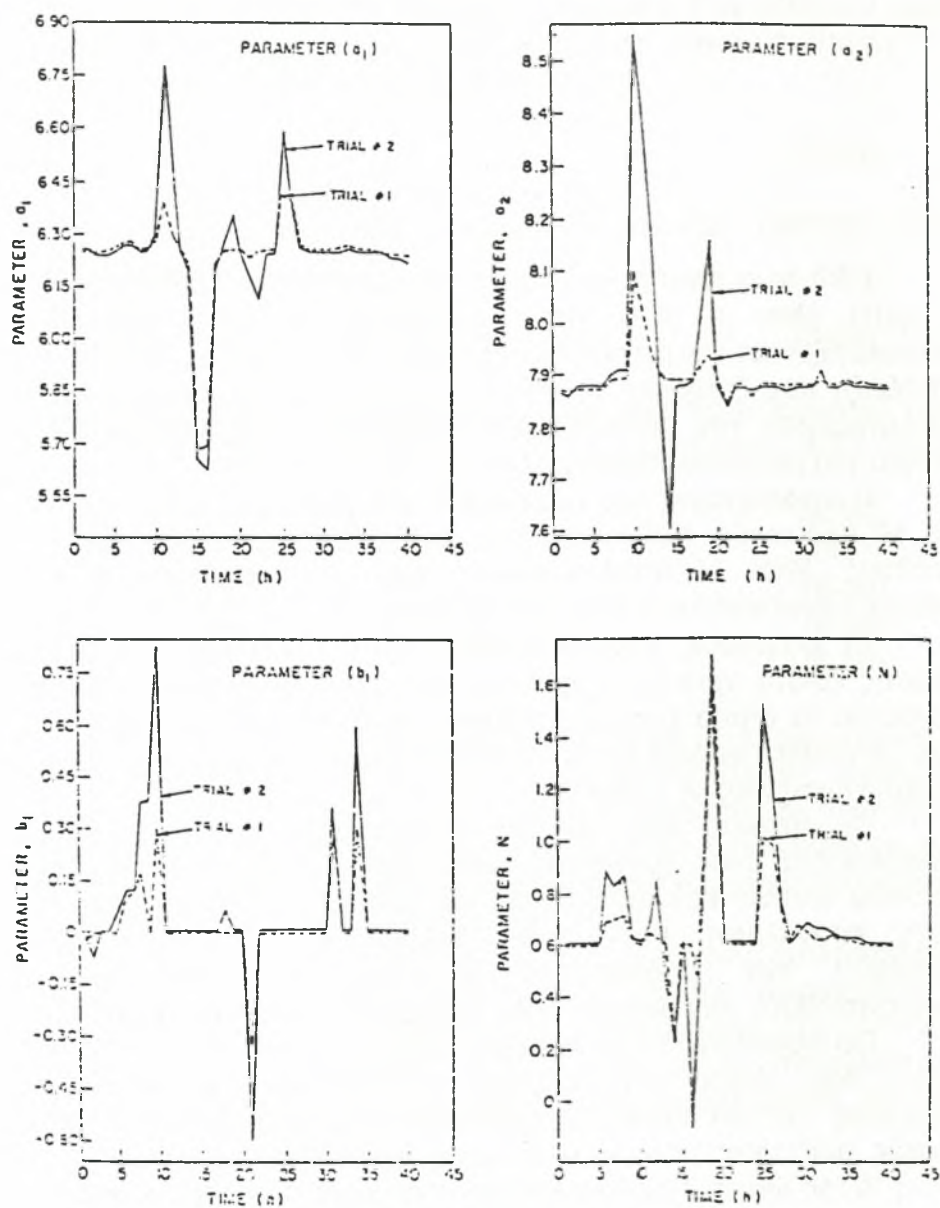 6.90
6.75
6.60
6.45
6.30
6.15
6.00
5.85
5.70
5.55
PARAMETER, a1
PARAMETER (a1)
TRIAL # 2
TRIAL # 1
0 5 10 15 20 25 30 35 40 45
TIME (h)
8.5
8.4
8.3
8.2
8.1
8.0
7.9
7.8
7.7
7.6
PARAMETER, a2
PARAMETER (a2)
TRIAL # 2
TRIAL # 1
0 5 10 15 20 25 30 35 40 45
TIME (h)
0.75
0.60
0.45
0.30
0.15
0
-0.15
-0.30
-0.45
PARAMETER, b1
PARAMETER (b1)
TRIAL # 2
TRIAL # 1
0 5 10 15 20 25 30 35 40 45
TIME (h)
1.6
1.4
1.2
1.0
0.8
0.6
0.4
0.2
0
PARAMETER, N
PARAMETER (N)
TRIAL #2
TRIAL #1
5 10 15 20 25 30 35 40 45
TIME (h)